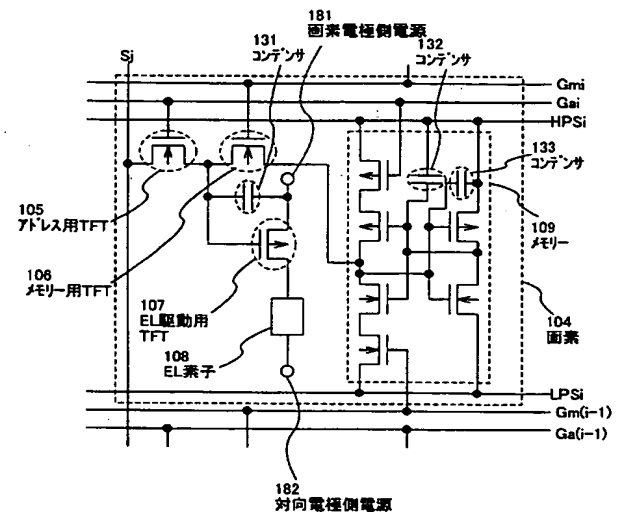 181
画素電極側電源
131
コンデンサ
132
コンデンサ
Sj
Gmi
Gai
HPSi
133
コンデンサ
109
メモリー
105
アドレス用TFT
106
メモリー用TFT
107
EL駆動用
TFT
108
EL素子
104
画素
LPSi
Gm(i-1)
Ga(i-1)
182
対向電極側電源